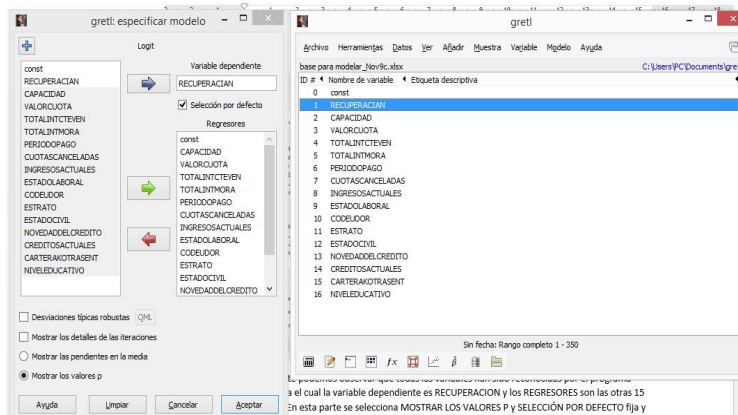 gretl: especificar modelo
Logit
const
RECUPERACIAN
CAPACIDAD
VALORCUOTA
TOTALINTCTEVEN
TOTALINTMORA
PERIODOPAGO
CUOTASCANCELADAS
INGRESOSACTUALES
ESTADOLABORAL
CODEUDOR
ESTRATO
ESTADOCIVIL
NOVEDADDELCREDITO
CREDITOSACTUALES
CARTERAKOTRASENT
NIVELEDUCATIVO
Variable dependiente
RECUPERACIAN
Selección por defecto
Regresores
const
CAPACIDAD
VALORCUOTA
TOTALINTCTEVEN
TOTALINTMORA
PERIODOPAGO
CUOTASCANCELADAS
INGRESOSACTUALES
ESTADOLABORAL
CODEUDOR
ESTRATO
ESTADOCIVIL
NOVEDADDELCREDITO
Desviaciones típicas robustas QML
Mostrar los detalles de las iteraciones
Mostrar las pendientes en la media
Mostrar los valores p
Ayuda Limpiar Cancelar Aceptar
gretl
Archivo Herramientas Datos Ver Añadir Muestra Variable Modelo Ayuda
base para modelar_Nov9c.xlsx C:\Users\PC\Documents\gre
ID # Nombre de variable Etiqueta descriptiva
0 const
1 RECUPERACIAN
2 CAPACIDAD
3 VALORCUOTA
4 TOTALINTCTEVEN
5 TOTALINTMORA
6 PERIODOPAGO
7 CUOTASCANCELADAS
8 INGRESOSACTUALES
9 ESTADOLABORAL
10 CODEUDOR
11 ESTRATO
12 ESTADOCIVIL
13 NOVEDADDELCREDITO
14 CREDITOSACTUALES
15 CARTERAKOTRASENT
16 NIVELEDUCATIVO
Sin fecha: Rango completo 1 - 350
fx β
a el cual la variable dependiente es RECUPERACION y los REGRESORES son las otras 15
En esta parte se selecciona MOSTRAR LOS VALORES P y SELECCIÓN POR DEFECTO fija y